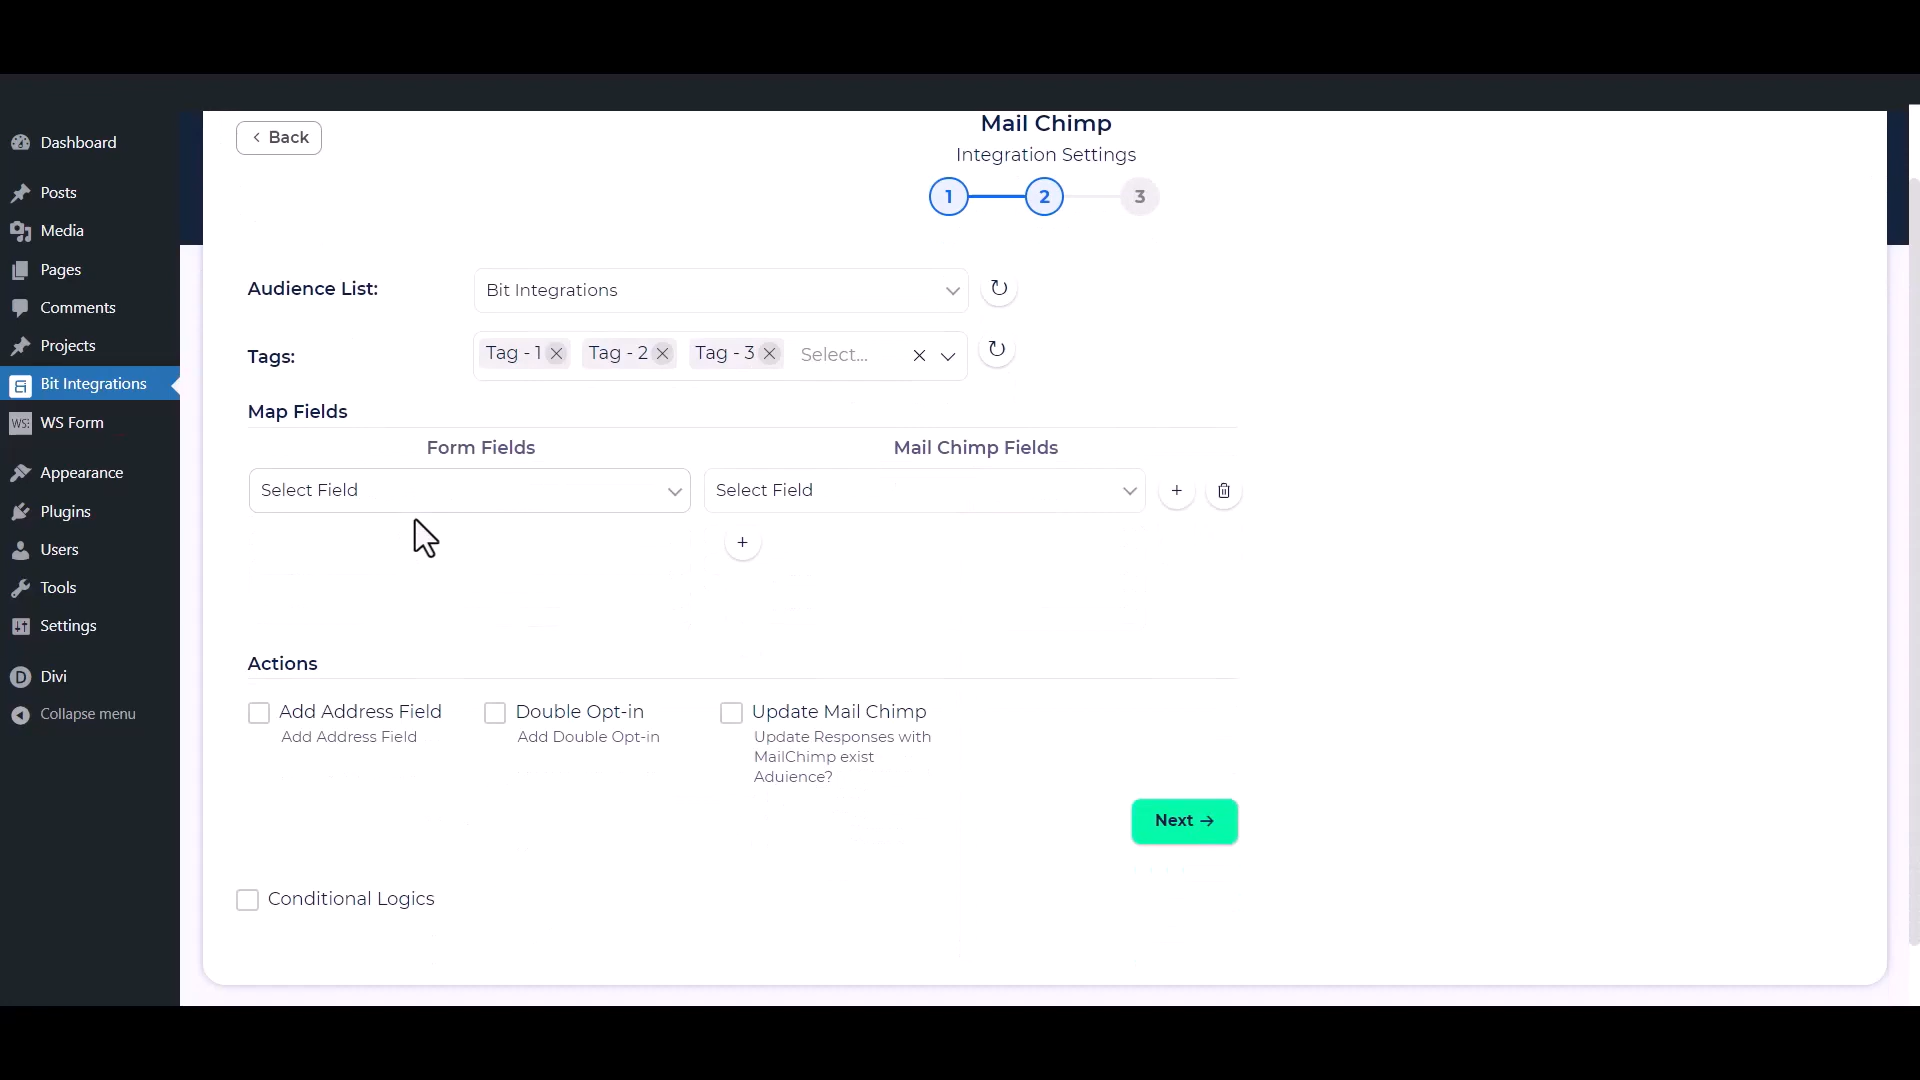 Back
Mail Chimp
Integration Settings
1 2 3
Dashboard
Posts
Media
Pages
Comments
Projects
Bit Integrations
WS Form
Appearance
Plugins
Users
Tools
Settings
Divi
Collapse menu
Audience List: Bit Integrations
Tags: Tag - 1 Tag - 2 Tag - 3 Select...
Map Fields
Form Fields Mail Chimp Fields
Select Field Select Field
+
+
Actions
Add Address Field
Add Address Field
Double Opt-in
Add Double Opt-in
Update Mail Chimp
Update Responses with
MailChimp exist
Aduience?
Next →
Conditional Logics